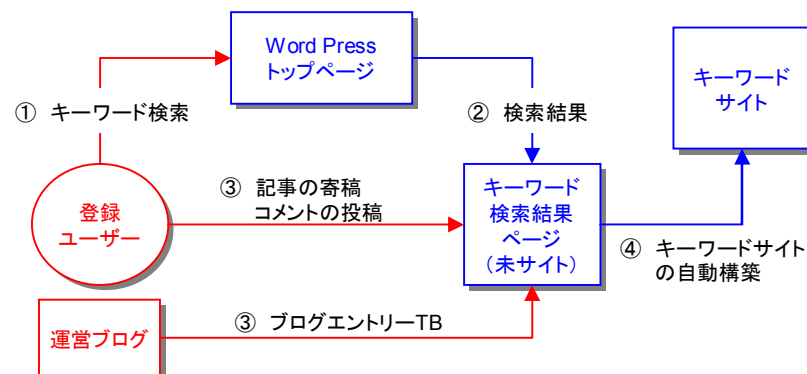 Word Press
トップページ
キーワード
サイト
① キーワード検索
② 検索結果
登録
ユーザー
③ 記事の寄稿
コメントの投稿
キーワード
検索結果
ページ
（未サイト）
④ キーワードサイト
の自動構築
運営ブログ
③ ブログエントリーTB